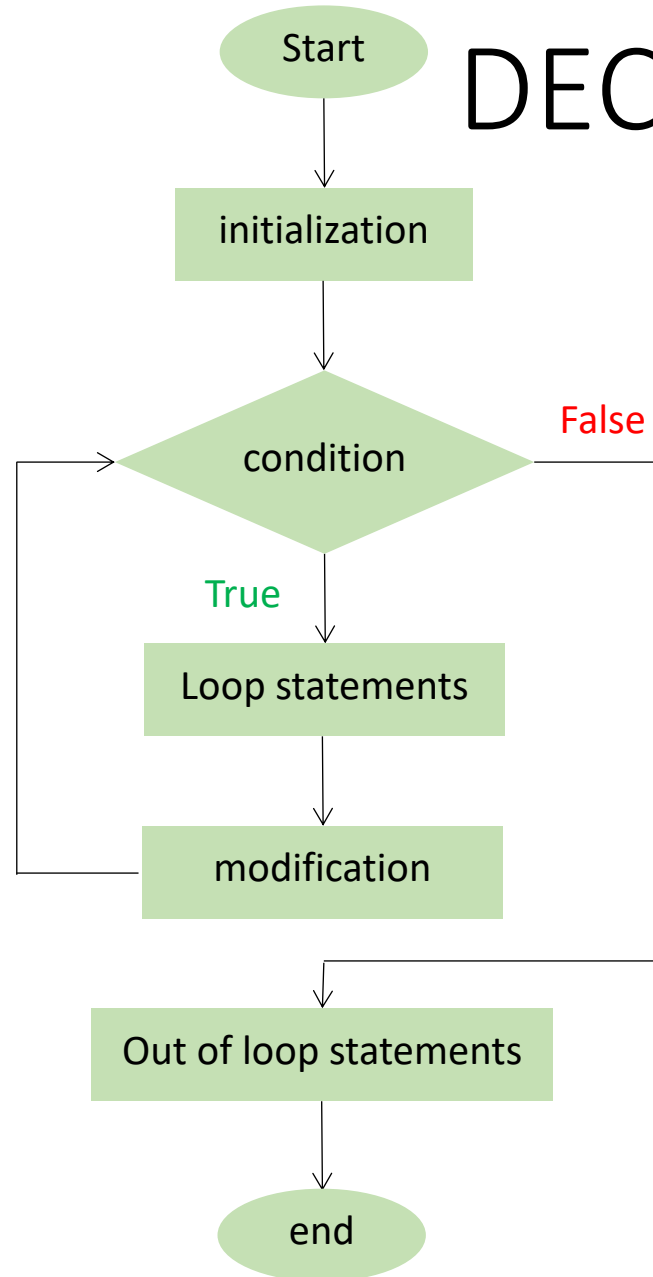 Start
DEC
initialization
condition
False
True
Loop statements
modification
Out of loop statements
end